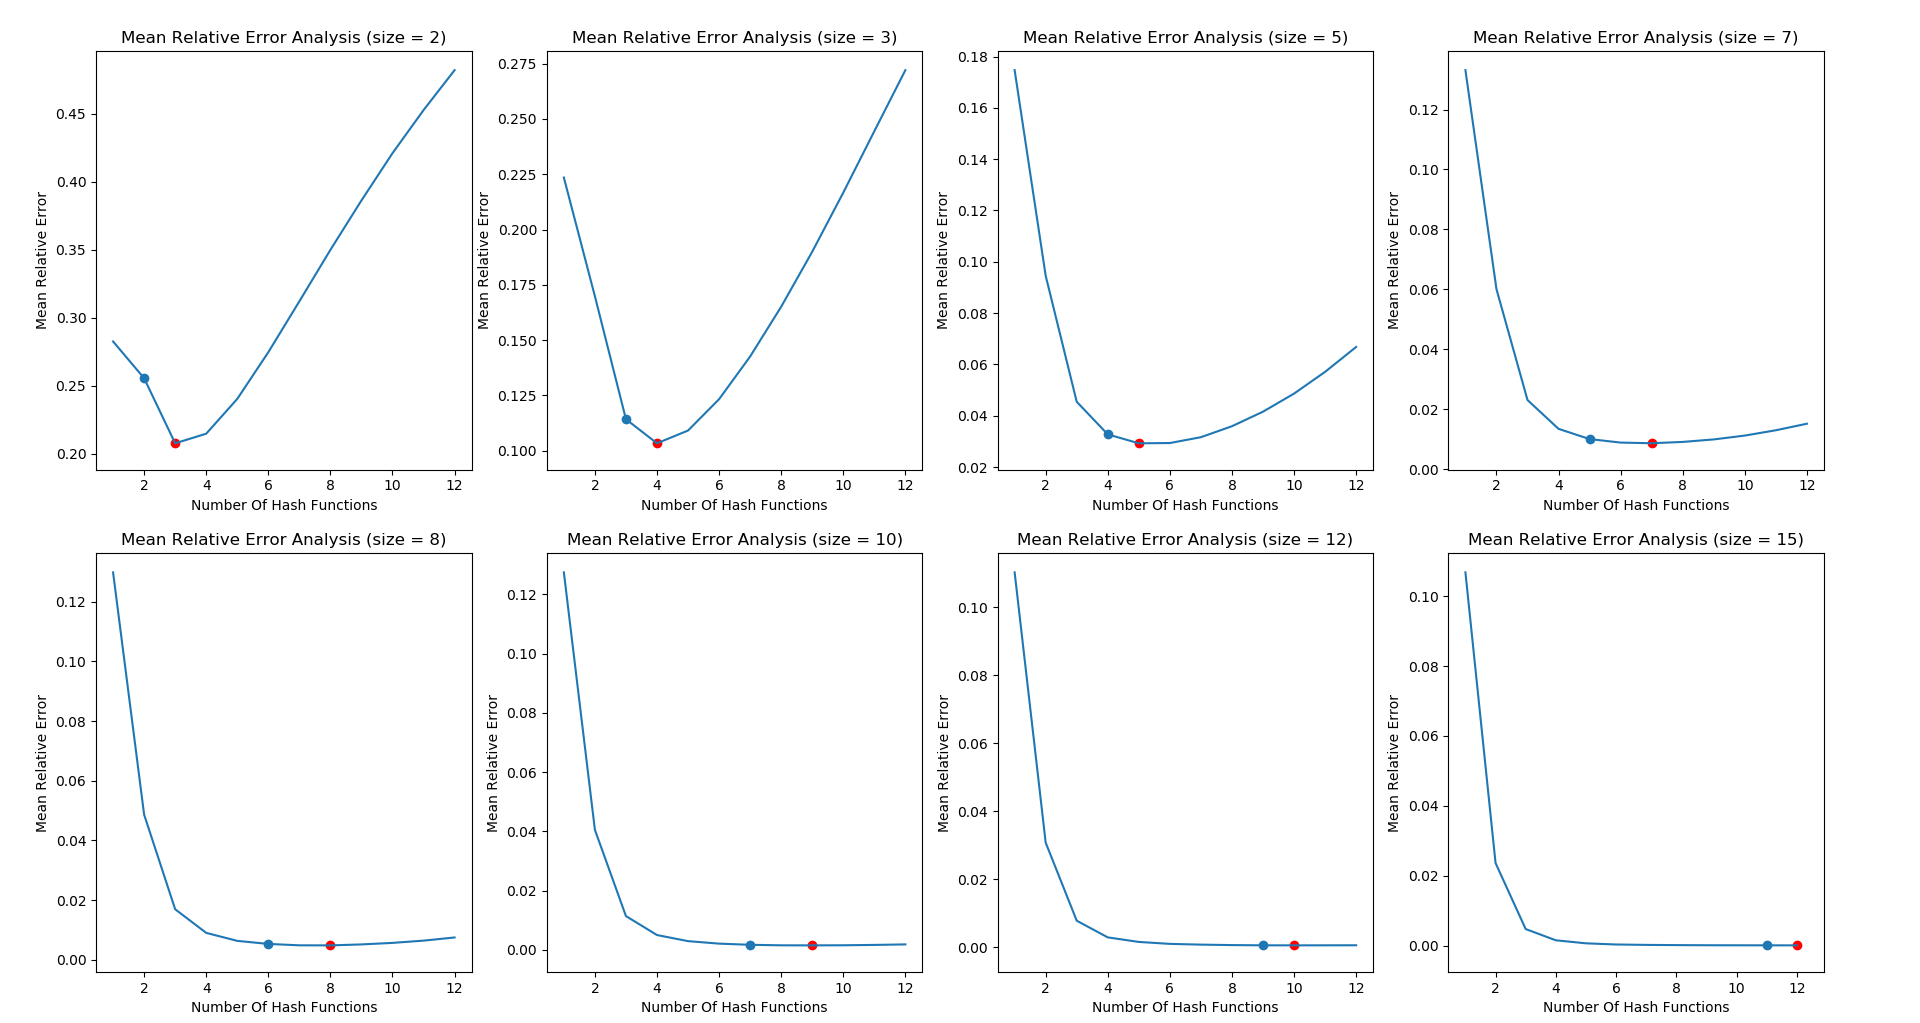 Mean Relative Error Analysis (size = 2)
Mean Relative Error
0.45
0.40
0.35
0.30
0.25
0.20
2 4 6 8 10 12
Number Of Hash Functions
Mean Relative Error Analysis (size = 3)
Mean Relative Error
0.275
0.250
0.225
0.200
0.175
0.150
0.125
0.100
2 4 6 8 10 12
Number Of Hash Functions
Mean Relative Error Analysis (size = 5)
Mean Relative Error
0.18
0.16
0.14
0.12
0.10
0.08
0.06
0.04
0.02
2 4 6 8 10 12
Number Of Hash Functions
Mean Relative Error Analysis (size = 7)
Mean Relative Error
0.12
0.10
0.08
0.06
0.04
0.02
0.00
2 4 6 8 10 12
Number Of Hash Functions
Mean Relative Error Analysis (size = 8)
Mean Relative Error
0.12
0.10
0.08
0.06
0.04
0.02
0.00
2 4 6 8 10 12
Number Of Hash Functions
Mean Relative Error Analysis (size = 10)
Mean Relative Error
0.12
0.10
0.08
0.06
0.04
0.02
0.00
2 4 6 8 10 12
Number Of Hash Functions
Mean Relative Error Analysis (size = 12)
Mean Relative Error
0.10
0.08
0.06
0.04
0.02
0.00
2 4 6 8 10 12
Number Of Hash Functions
Mean Relative Error Analysis (size = 15)
Mean Relative Error
0.10
0.08
0.06
0.04
0.02
0.00
2 4 6 8 10 12
Number Of Hash Functions